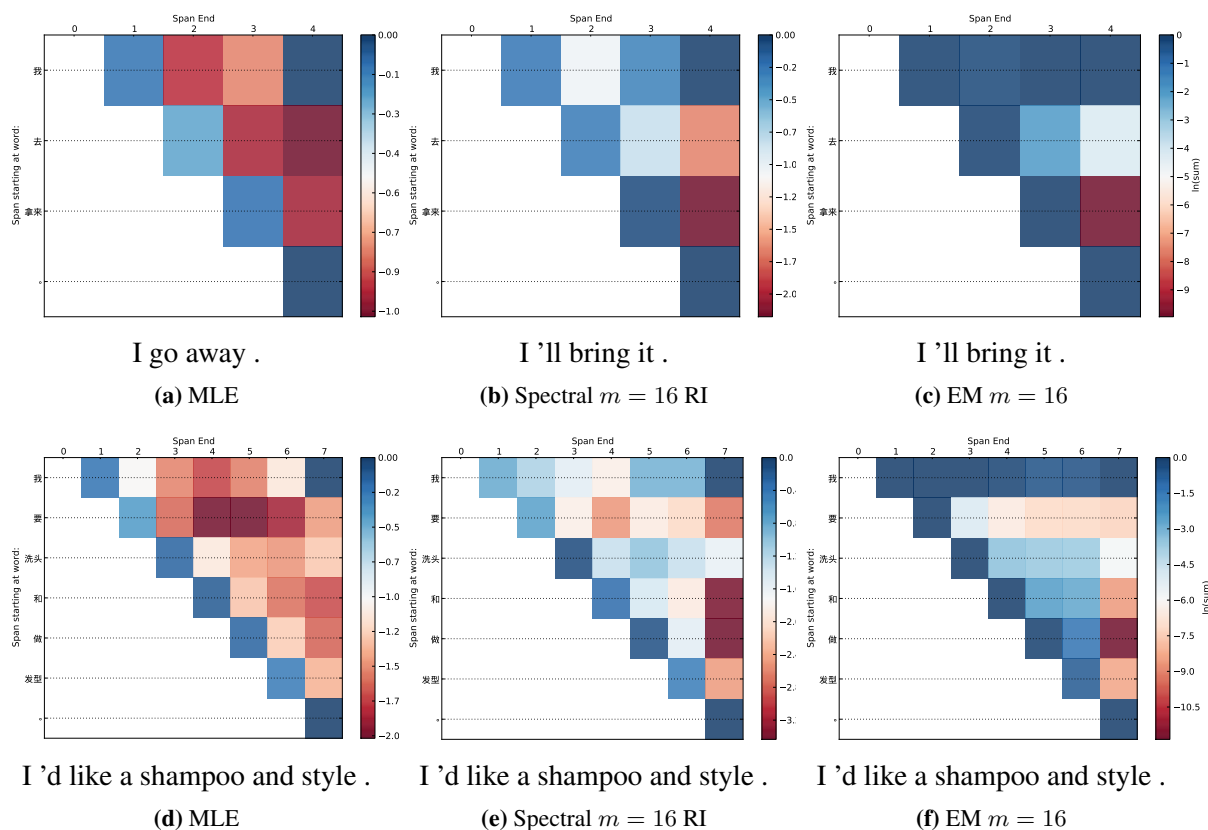 Span End
0 1 2 3 4
Span starting at word:
我
去
拿来
。
0.00
−0.1
−0.3
−0.4
−0.6
−0.7
−0.9
−1.0
I go away .
(a) MLE
Span End
0 1 2 3 4
Span starting at word:
我
去
拿来
。
0.00
−0.2
−0.5
−0.7
−1.0
−1.2
−1.5
−1.7
−2.0
I 'll bring it .
(b) Spectral m = 16 RI
Span End
0 1 2 3 4
Span starting at word:
我
去
拿来
。
0
−1
−2
−3
−4
−5
−6
−7
−8
−9
ln(sum)
I 'll bring it .
(c) EM m = 16
Span End
0 1 2 3 4 5 6 7
Span starting at word:
我
要
洗头
和
做
发型
。
0.00
−0.2
−0.5
−0.7
−1.0
−1.2
−1.5
−1.7
−2.0
I 'd like a shampoo and style .
(d) MLE
Span End
0 1 2 3 4 5 6 7
Span starting at word:
我
要
洗头
和
做
发型
。
I 'd like a shampoo and style .
(e) Spectral m = 16 RI
Span End
0 1 2 3 4 5 6 7
Span starting at word:
我
要
洗头
和
做
发型
。
0.0
−1.5
−3.0
−4.5
−6.0
−7.5
−9.0
−10.5
ln(sum)
I 'd like a shampoo and style .
(f) EM m = 16